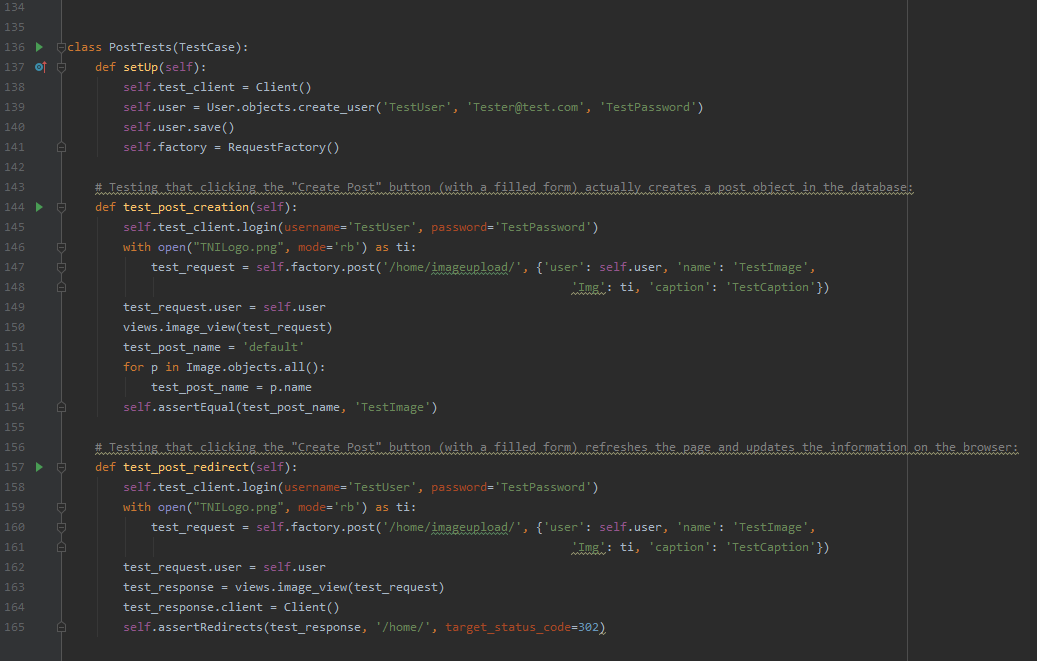 134
135
136 class PostTests(TestCase):
137     def setUp(self):
138         self.test_client = Client()
139         self.user = User.objects.create_user('TestUser', 'Tester@test.com', 'TestPassword')
140         self.user.save()
141         self.factory = RequestFactory()
142
143     # Testing that clicking the "Create Post" button (with a filled form) actually creates a post object in the database:
144     def test_post_creation(self):
145         self.test_client.login(username='TestUser', password='TestPassword')
146         with open("TNILogo.png", mode='rb') as ti:
147             test_request = self.factory.post('/home/imageupload/', {'user': self.user, 'name': 'TestImage',
148                                                                     'Img': ti, 'caption': 'TestCaption'})
149         test_request.user = self.user
150         views.image_view(test_request)
151         test_post_name = 'default'
152         for p in Image.objects.all():
153             test_post_name = p.name
154         self.assertEqual(test_post_name, 'TestImage')
155
156     # Testing that clicking the "Create Post" button (with a filled form) refreshes the page and updates the information on the browser:
157     def test_post_redirect(self):
158         self.test_client.login(username='TestUser', password='TestPassword')
159         with open("TNILogo.png", mode='rb') as ti:
160             test_request = self.factory.post('/home/imageupload/', {'user': self.user, 'name': 'TestImage',
161                                                                     'Img': ti, 'caption': 'TestCaption'})
162         test_request.user = self.user
163         test_response = views.image_view(test_request)
164         test_response.client = Client()
165         self.assertRedirects(test_response, '/home/', target_status_code=302)